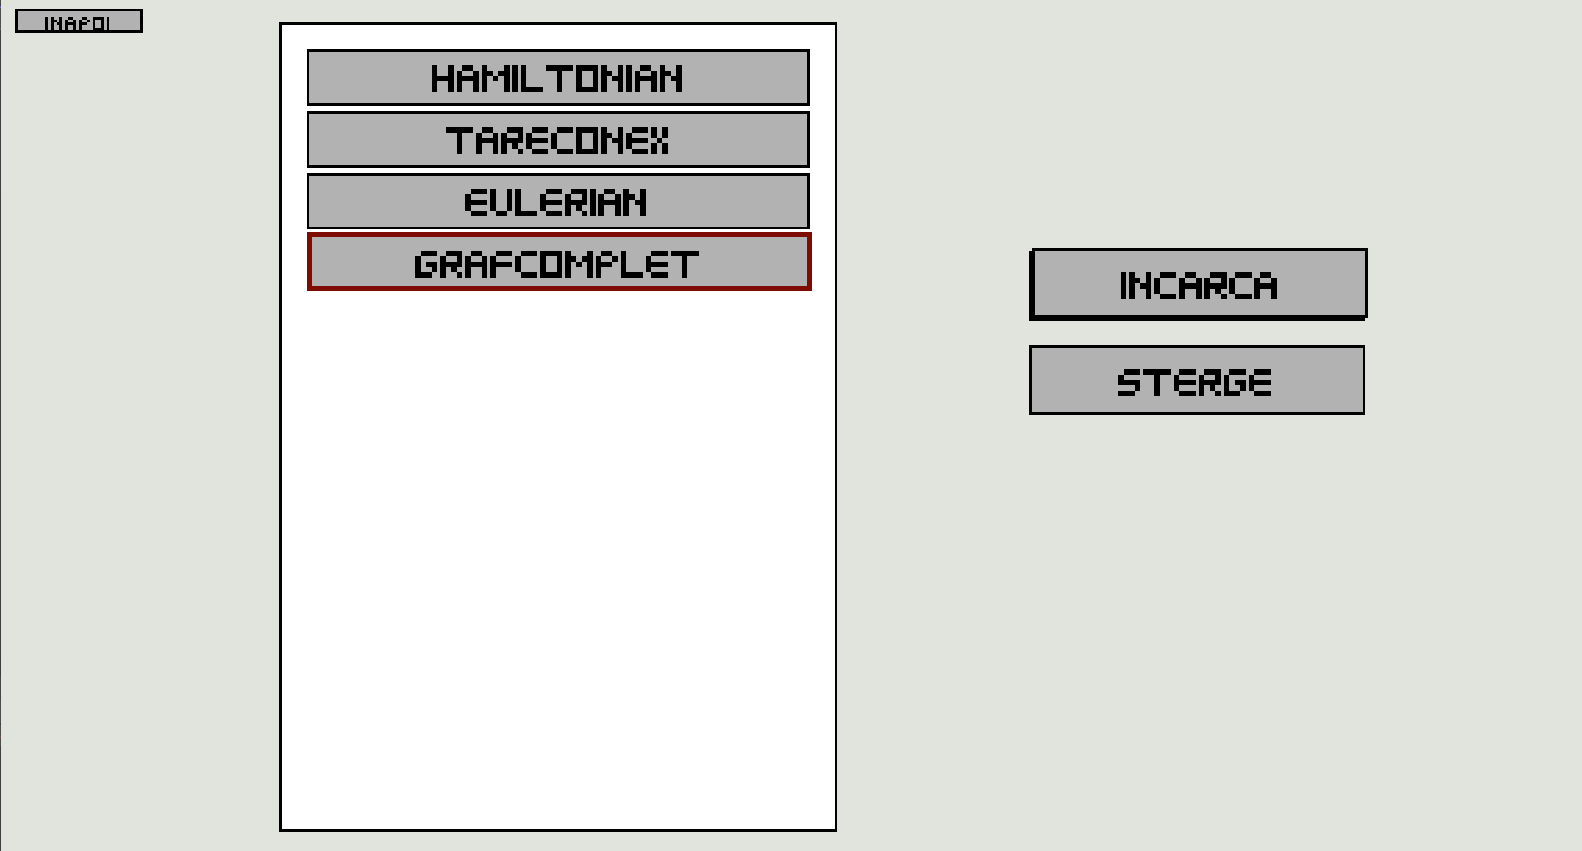 INAPOI
HAMILTONIAN
TARECONEX
EULERIAN
GRAFCOMPLET
INCARCA
STERGE